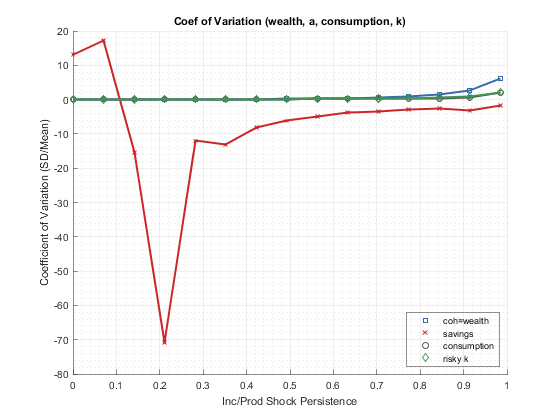 Coef of Variation (wealth, a, consumption, k)
20
10
0
-10
-20
-30
-40
-50
-60
-70
-80
Coefficient of Variation (SD/Mean)
0 0.1 0.2 0.3 0.4 0.5 0.6 0.7 0.8 0.9 1
Inc/Prod Shock Persistence
coh=wealth
savings
consumption
risky k